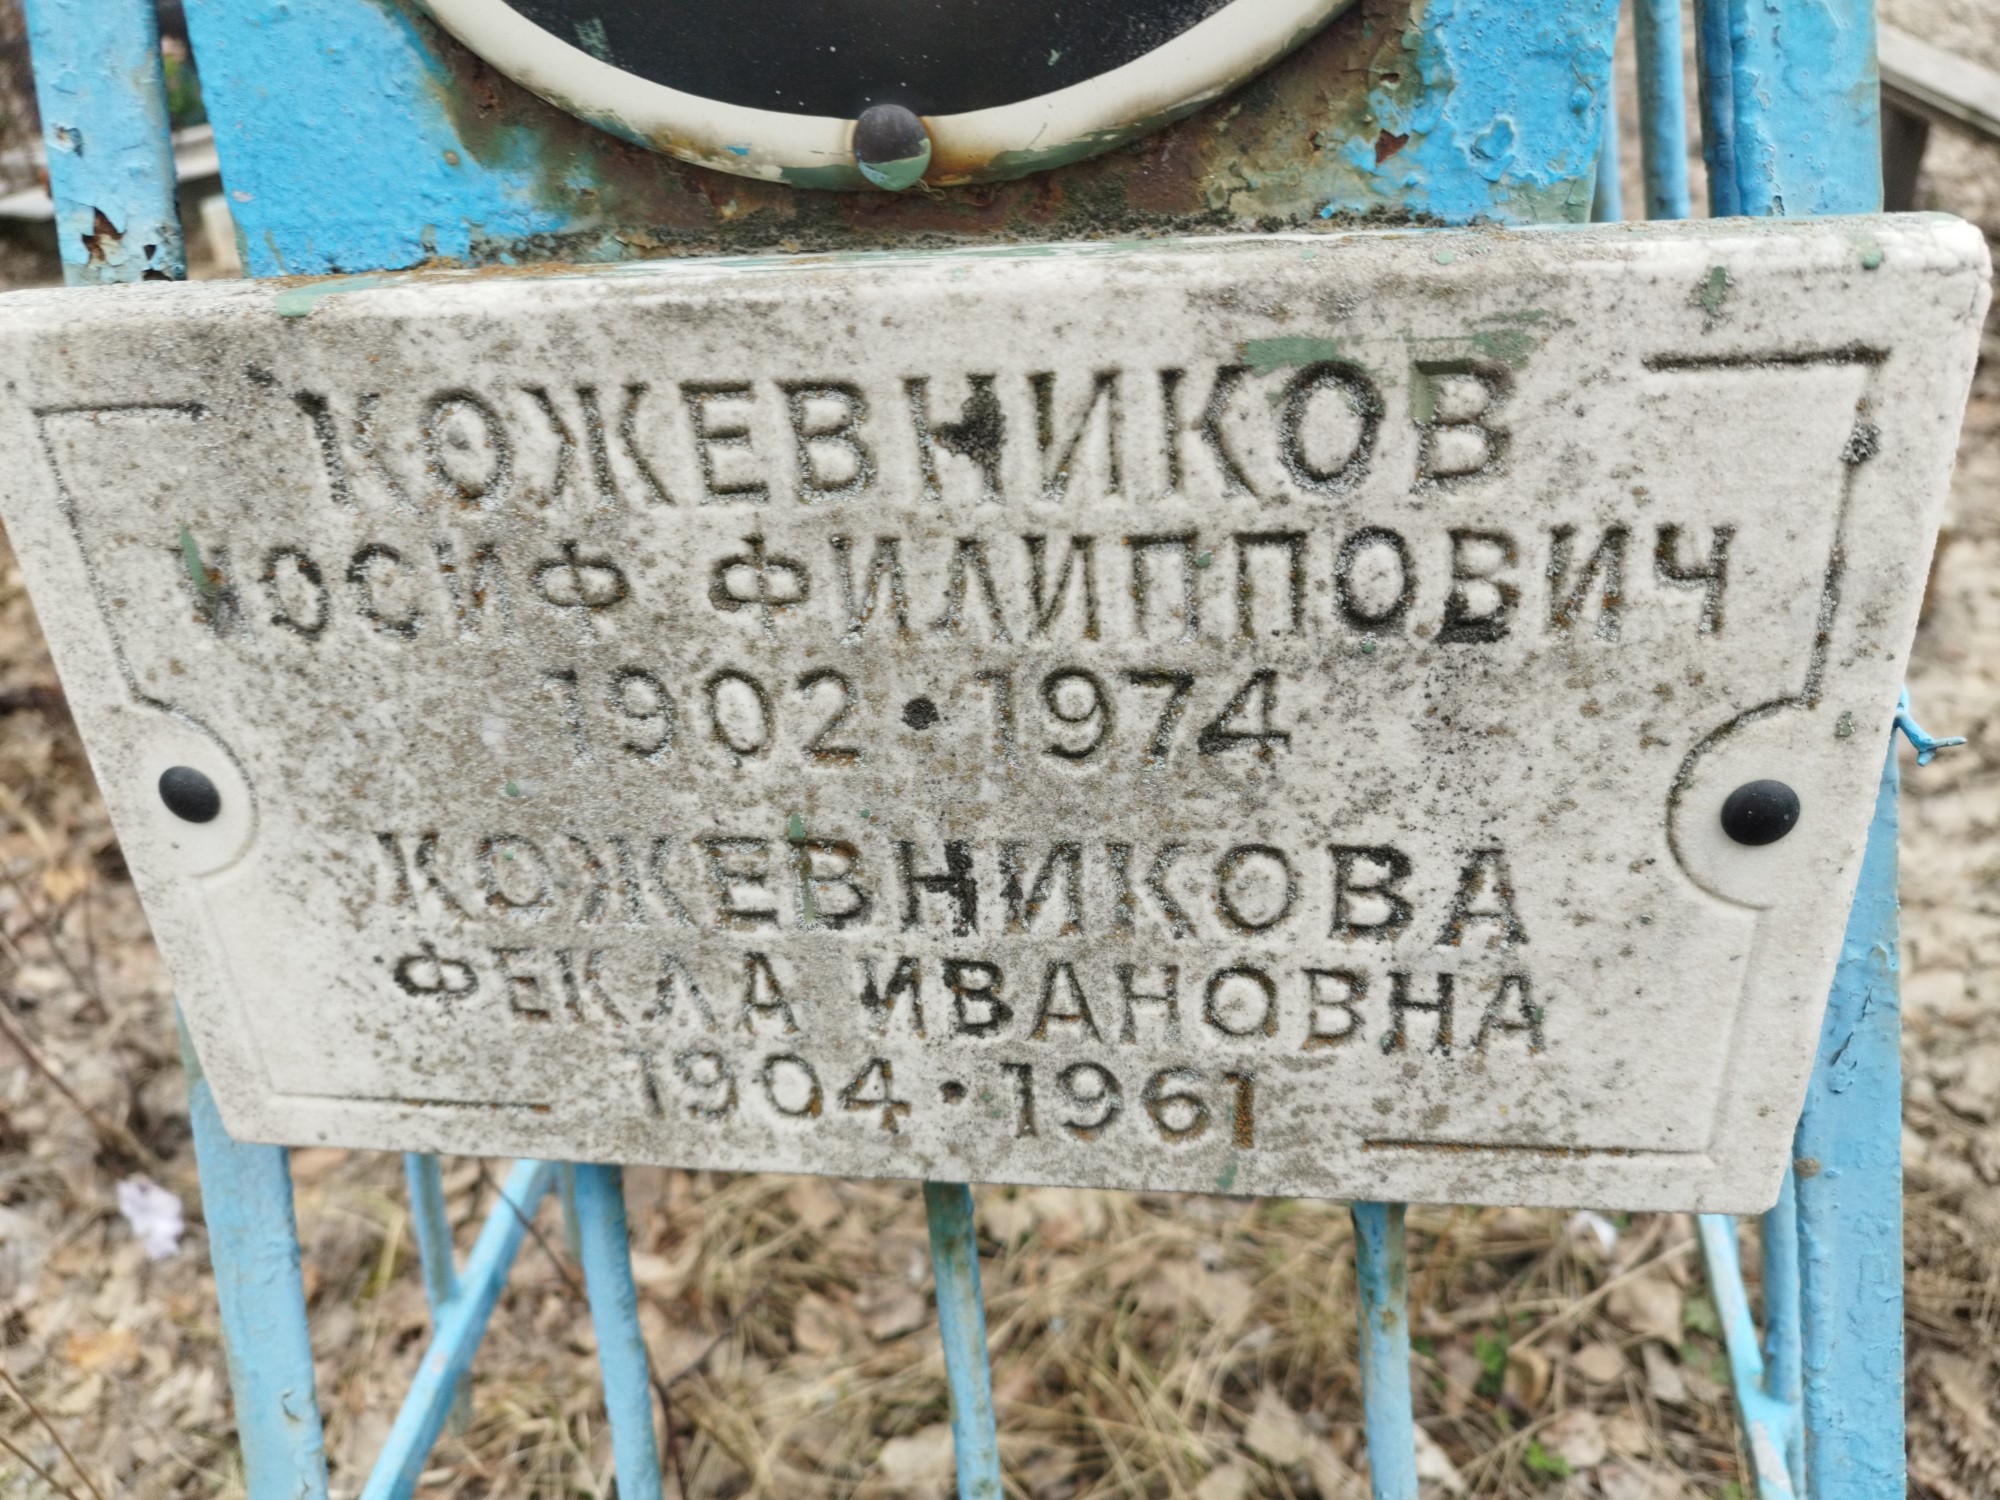 КОЖЕВНИКОВ
ИОСИФ ФИЛИППОВИЧ
1902•1974
КОЖЕВНИКОВА
ФЕКЛА ИВАНОВНА
1904•1961